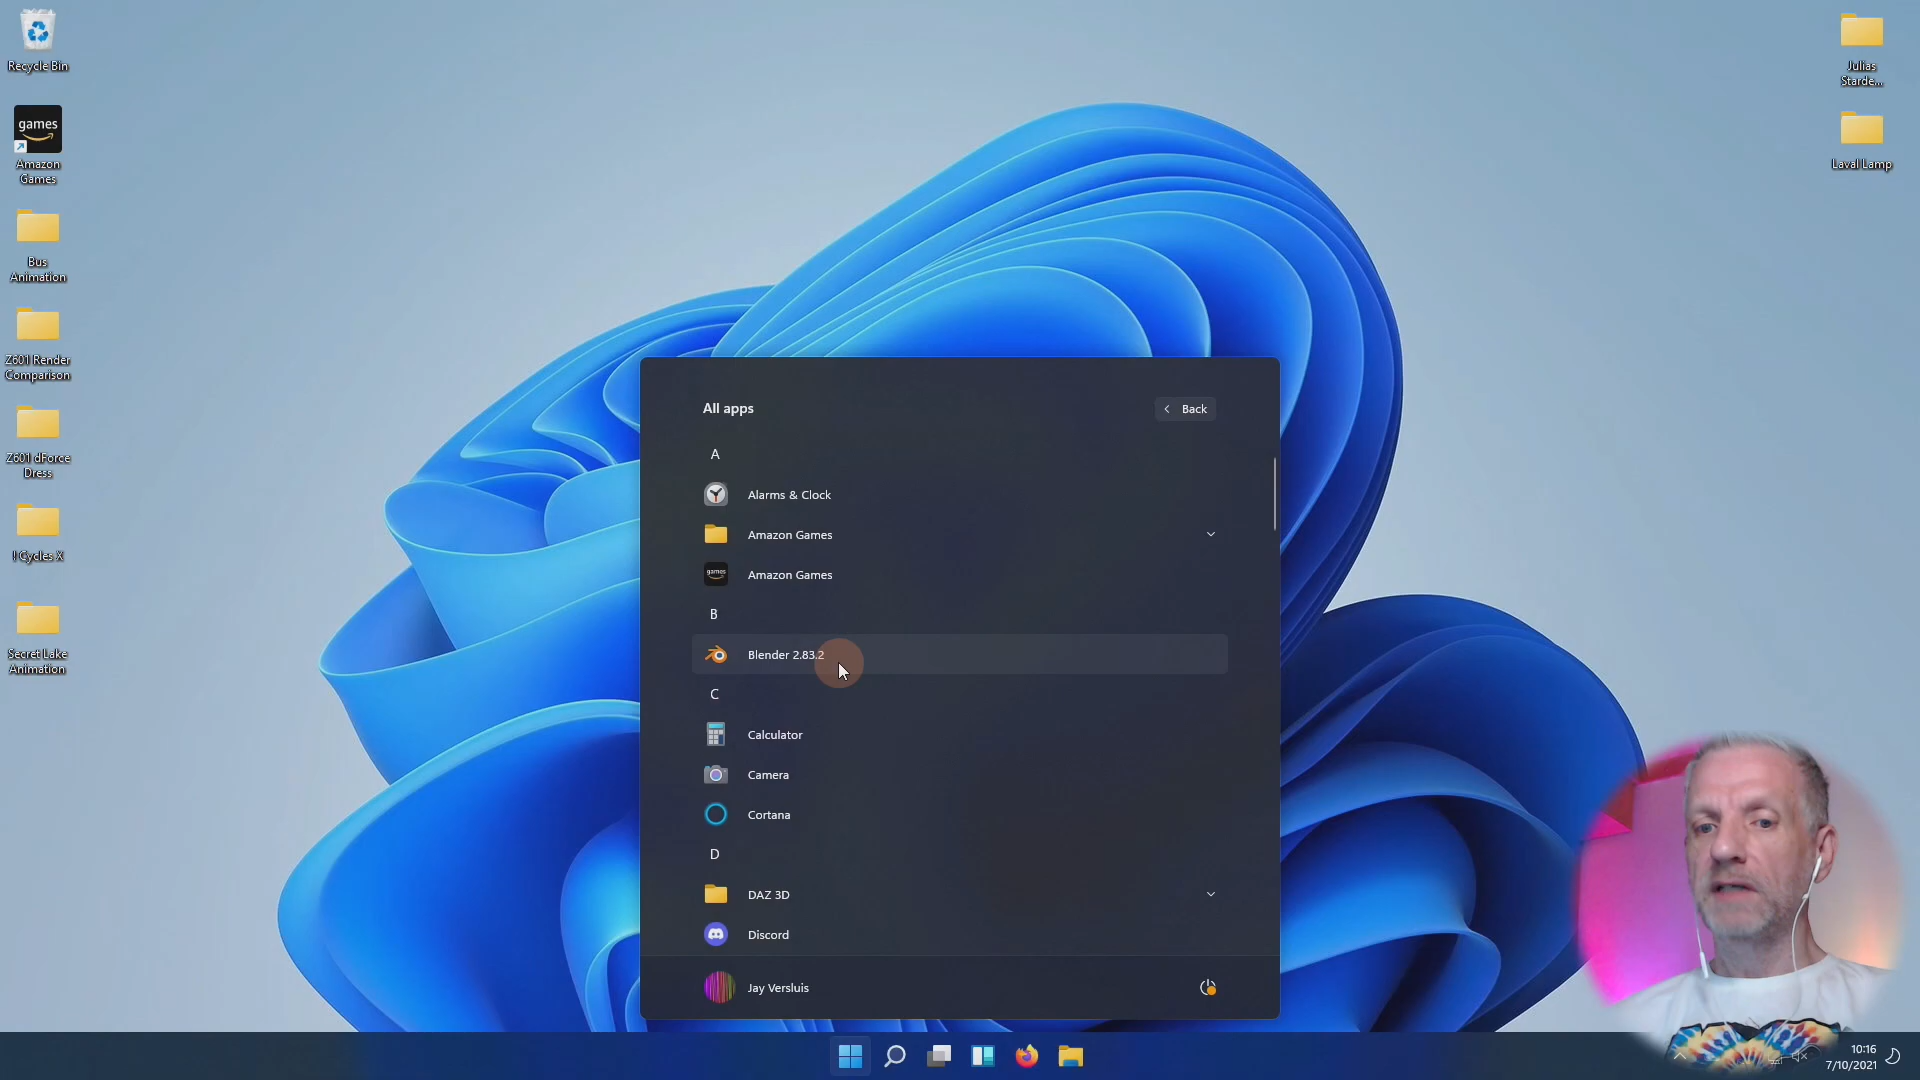 Recycle Bin
games
Amazon
Games
Bus
Animation
Z601 Render
Comparison
Z601 dForce
Dress
! Cycles X
Secret Lake
Animation
Julias
Starde...
Laval Lamp
All apps
Back
A
Alarms & Clock
Amazon Games
games
Amazon Games
B
Blender 2.83.2
C
Calculator
Camera
Cortana
D
DAZ 3D
Discord
Jay Versluis
10:16
7/10/2021